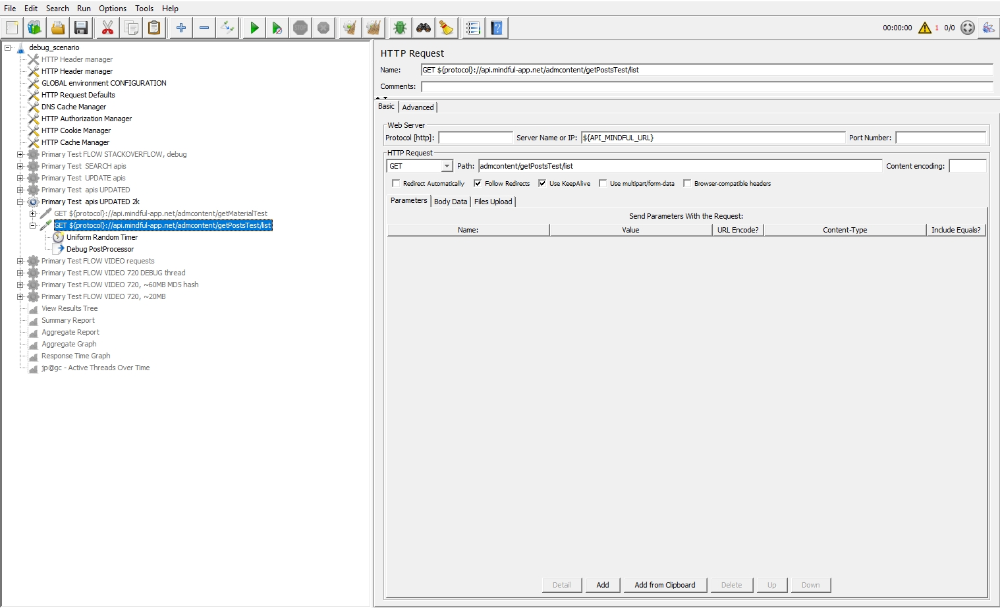 File Edit Search Run Options Tools Help
STOP
00:00:00 1 0/0
debug_scenario
HTTP Header manager
HTTP Header manager
GLOBAL environment CONFIGURATION
HTTP Request Defaults
DNS Cache Manager
HTTP Authorization Manager
HTTP Cookie Manager
HTTP Cache Manager
Primary Test FLOW STACKOVERFLOW, debug
Primary Test  SEARCH apis
Primary Test  UPDATE apis
Primary Test  apis UPDATED
Primary Test  apis UPDATED 2k
GET ${protocol}://api.mindful-app.net/admcontent/getMaterialTest
GET ${protocol}://api.mindful-app.net/admcontent/getPostsTest/list
Uniform Random Timer
Debug PostProcessor
Primary Test FLOW VIDEO requests
Primary Test FLOW VIDEO 720 DEBUG thread
Primary Test FLOW VIDEO 720, ~60MB MD5 hash
Primary Test FLOW VIDEO 720, ~20MB
View Results Tree
Summary Report
Aggregate Report
Aggregate Graph
Response Time Graph
jp@gc - Active Threads Over Time
HTTP Request
Name: GET ${protocol}://api.mindful-app.net/admcontent/getPostsTest/list
Comments:
Basic Advanced
Web Server
Protocol [http]: Server Name or IP: ${API_MINDFUL_URL} Port Number:
HTTP Request
GET Path: admcontent/getPostsTest/list Content encoding:
Redirect Automatically Follow Redirects Use KeepAlive Use multipart/form-data Browser-compatible headers
Parameters Body Data Files Upload
Send Parameters With the Request:
Name: Value URL Encode? Content-Type Include Equals?
Detail Add Add from Clipboard Delete Up Down